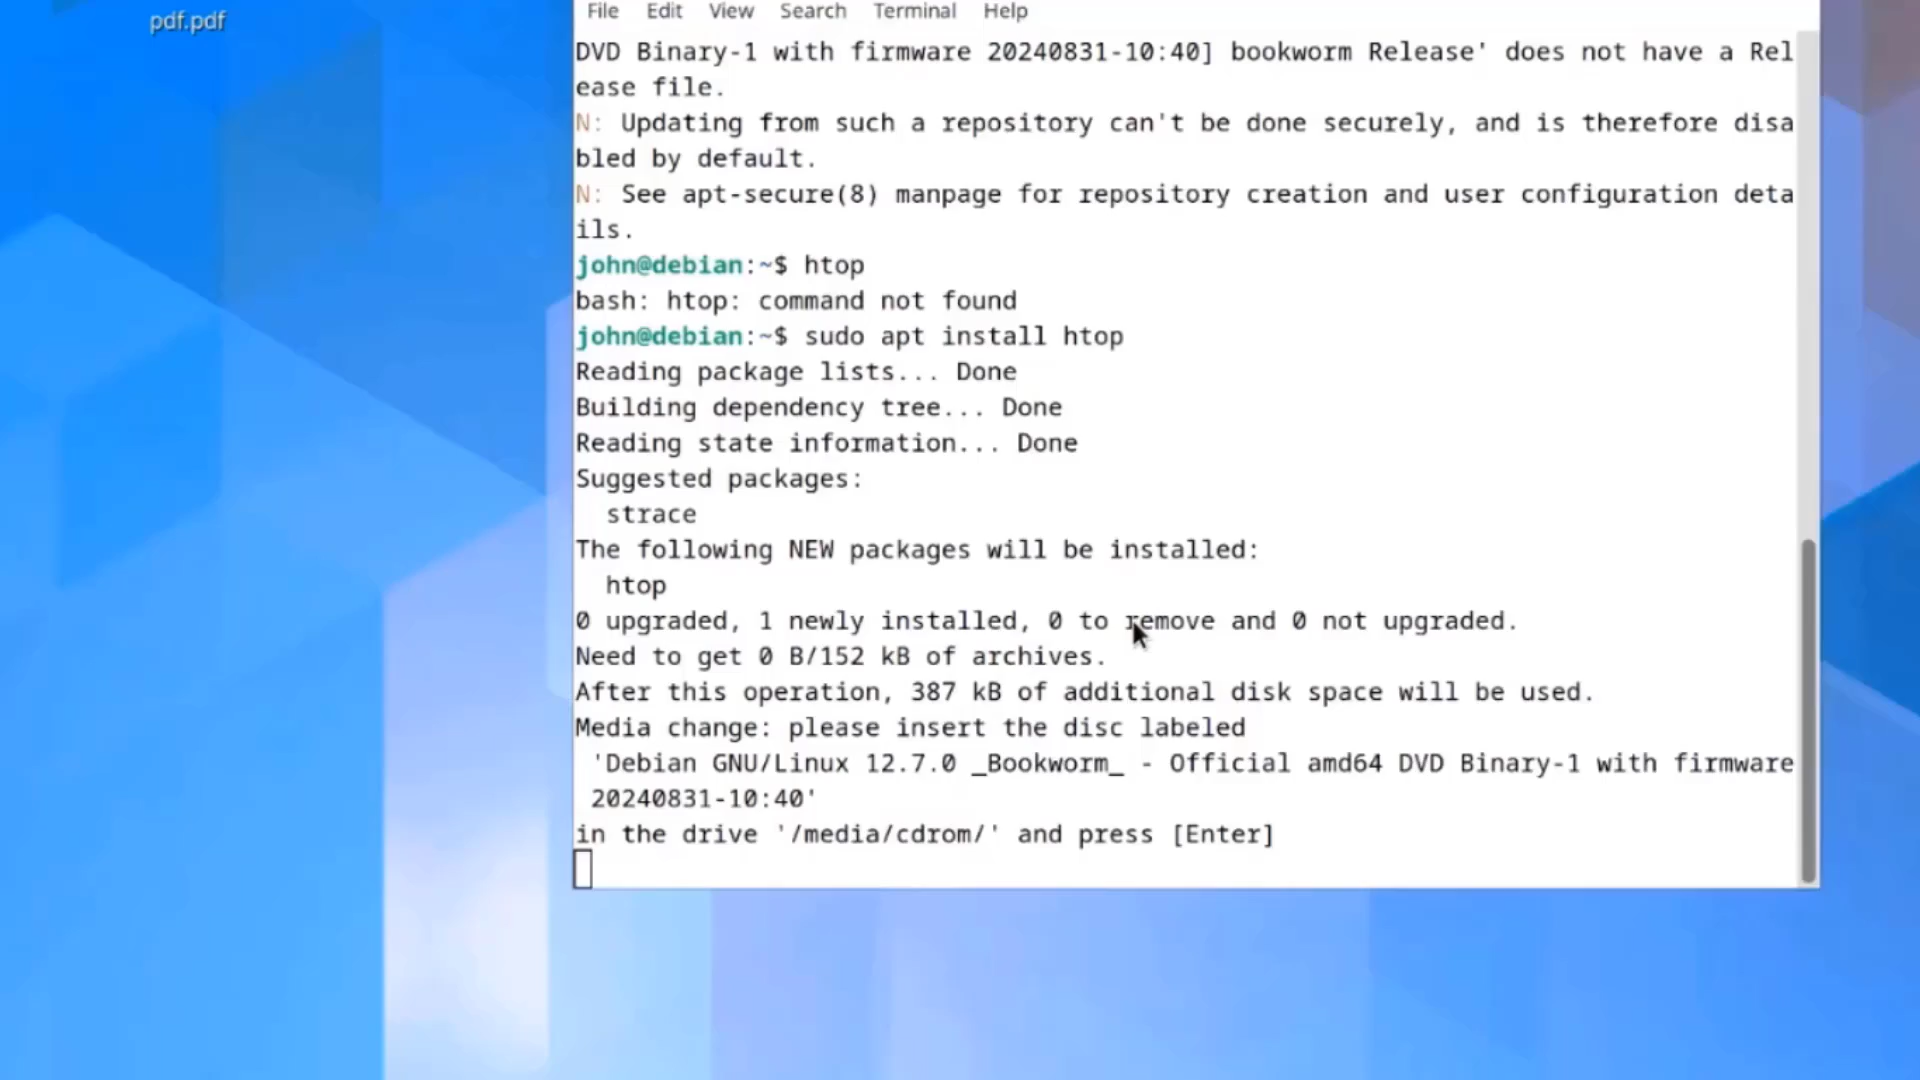 pdf.pdf
File Edit View Search Terminal Help
DVD Binary-1 with firmware 20240831-10:40] bookworm Release' does not have a Rel
ease file.
N: Updating from such a repository can't be done securely, and is therefore disa
bled by default.
N: See apt-secure(8) manpage for repository creation and user configuration deta
ils.
john@debian:~$ htop
bash: htop: command not found
john@debian:~$ sudo apt install htop
Reading package lists... Done
Building dependency tree... Done
Reading state information... Done
Suggested packages:
  strace
The following NEW packages will be installed:
  htop
0 upgraded, 1 newly installed, 0 to remove and 0 not upgraded.
Need to get 0 B/152 kB of archives.
After this operation, 387 kB of additional disk space will be used.
Media change: please insert the disc labeled
 'Debian GNU/Linux 12.7.0 _Bookworm_ - Official amd64 DVD Binary-1 with firmware
 20240831-10:40'
in the drive '/media/cdrom/' and press [Enter]